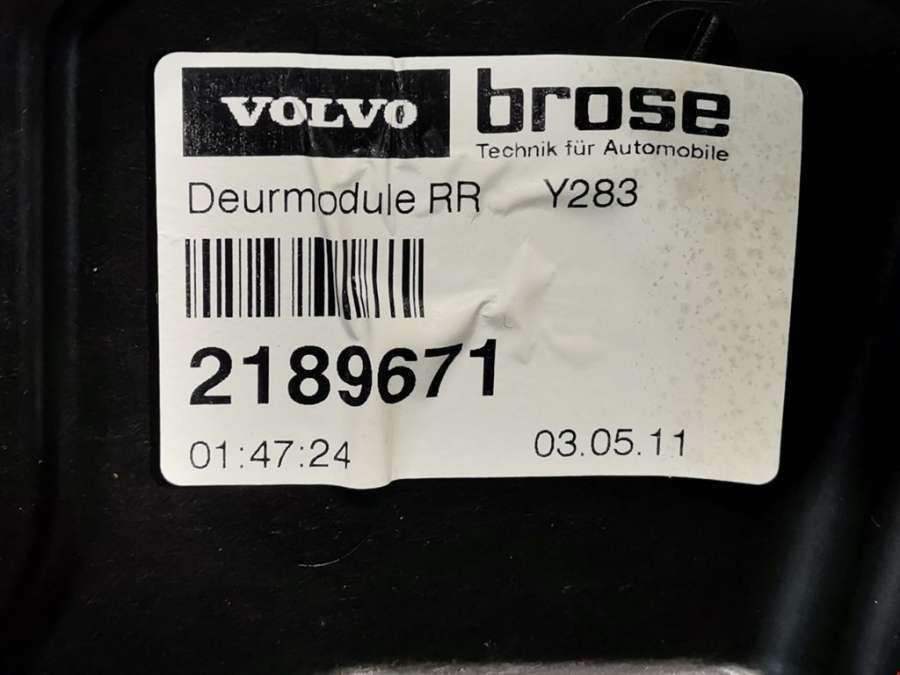 VOLVO brose
Technik für Automobile
Deurmodule RR Y283
2189671
01:47:24 03.05.11